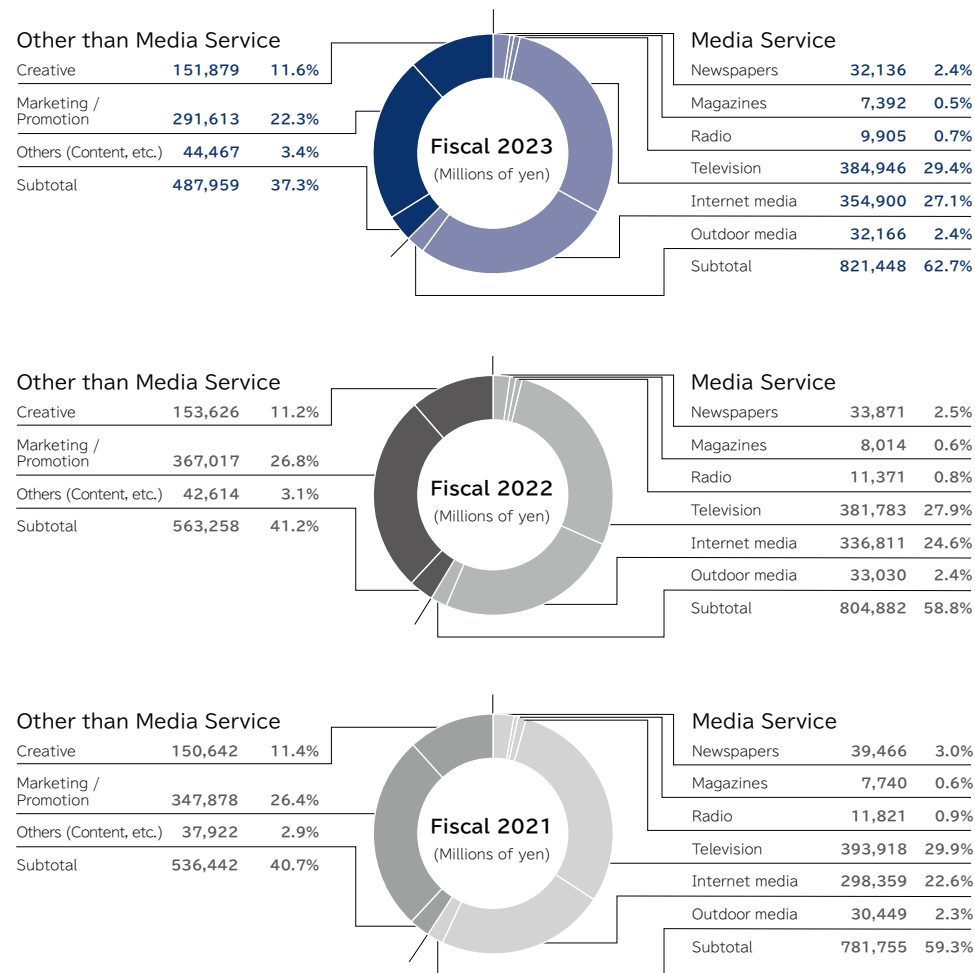 Other than Media Service
Creative 151,879 11.6%
Marketing /
Promotion 291,613 22.3%
Others (Content, etc.) 44,467 3.4%
Subtotal 487,959 37.3%
Fiscal 2023
(Millions of yen)
Media Service
Newspapers 32,136 2.4%
Magazines 7,392 0.5%
Radio 9,905 0.7%
Television 384,946 29.4%
Internet media 354,900 27.1%
Outdoor media 32,166 2.4%
Subtotal 821,448 62.7%
Other than Media Service
Creative 153,626 11.2%
Marketing /
Promotion 367,017 26.8%
Others (Content, etc.) 42,614 3.1%
Subtotal 563,258 41.2%
Fiscal 2022
(Millions of yen)
Media Service
Newspapers 33,871 2.5%
Magazines 8,014 0.6%
Radio 11,371 0.8%
Television 381,783 27.9%
Internet media 336,811 24.6%
Outdoor media 33,030 2.4%
Subtotal 804,882 58.8%
Other than Media Service
Creative 150,642 11.4%
Marketing /
Promotion 347,878 26.4%
Others (Content, etc.) 37,922 2.9%
Subtotal 536,442 40.7%
Fiscal 2021
(Millions of yen)
Media Service
Newspapers 39,466 3.0%
Magazines 7,740 0.6%
Radio 11,821 0.9%
Television 393,918 29.9%
Internet media 298,359 22.6%
Outdoor media 30,449 2.3%
Subtotal 781,755 59.3%